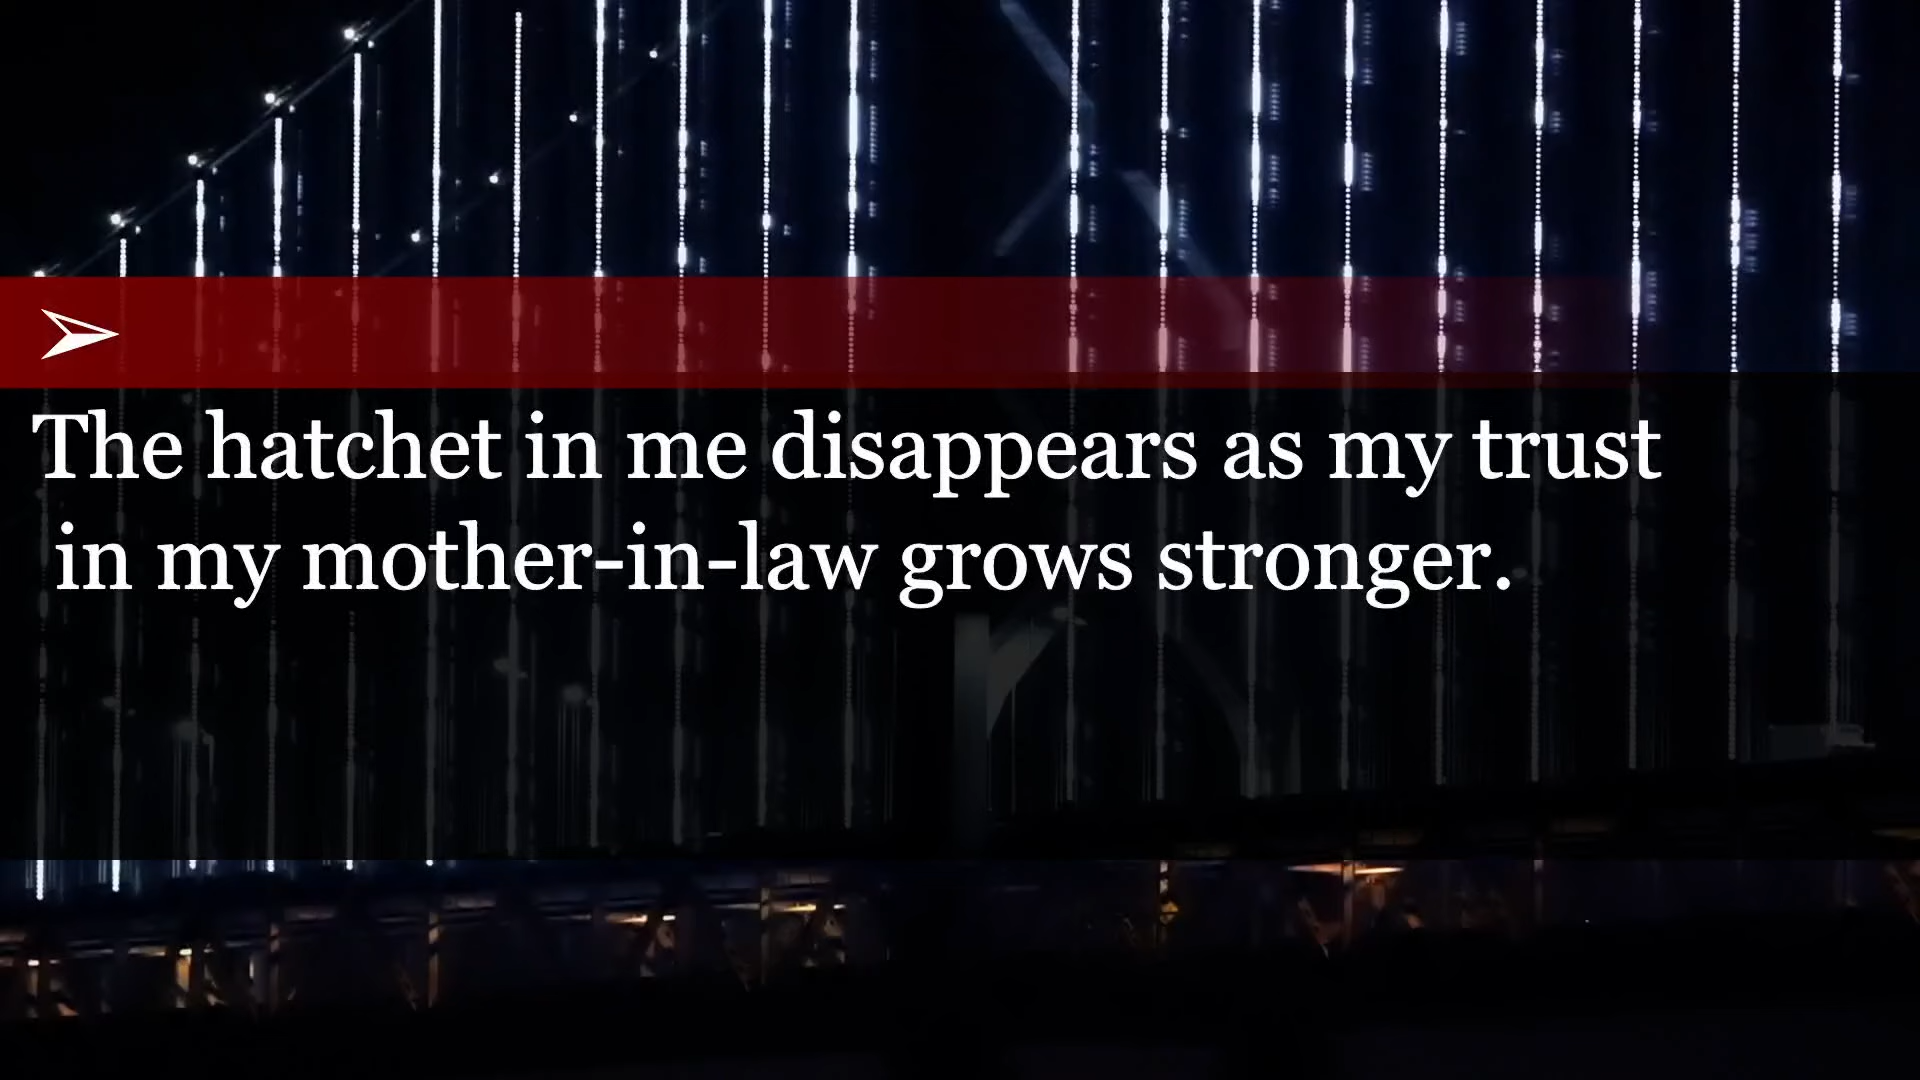 The hatchet in me disappears as my trust
in my mother-in-law grows stronger.